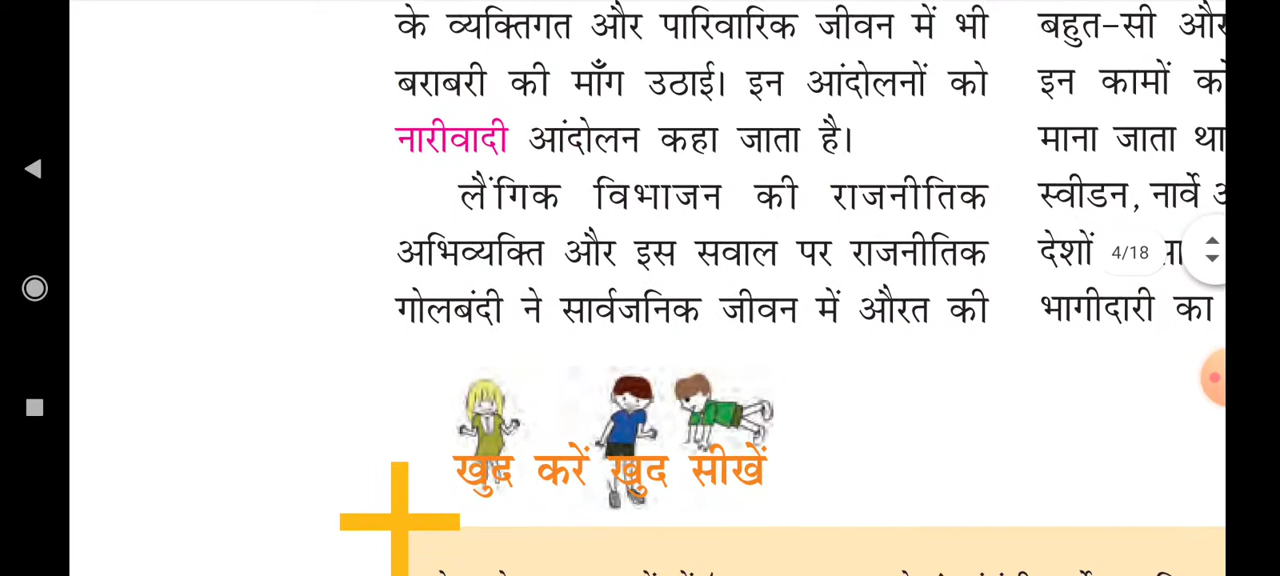 के व्यक्तिगत और पारिवारिक जीवन में भी
बराबरी की माँग उठाई। इन आंदोलनों को
नारीवादी आंदोलन कहा जाता है।
लैंगिक विभाजन की राजनीतिक
अभिव्यक्ति और इस सवाल पर राजनीतिक
गोलबंदी ने सार्वजनिक जीवन में औरत की
बहुत-सी और
इन कामों को
माना जाता था
स्वीडन, नार्वे
देशों
भागीदारी का
4/18
खुद करें खुद सीखें